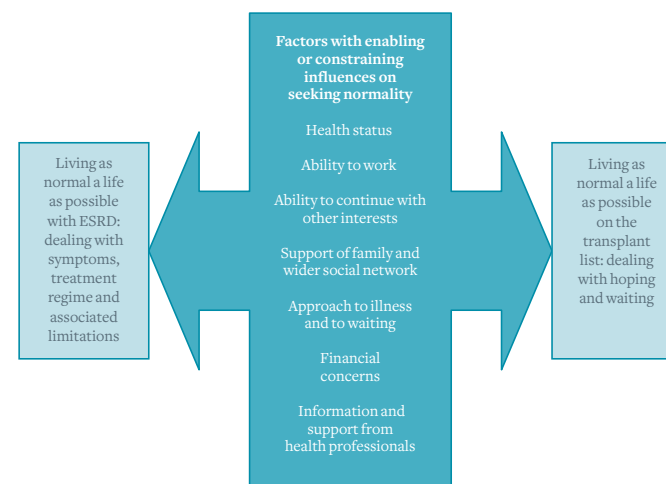 Living as
normal a life
as possible
with ESRD:
dealing with
symptoms,
treatment
regime and
associated
limitations
Factors with enabling
or constraining
influences on
seeking normality
Health status
Ability to work
Ability to continue with
other interests
Support of family and
wider social network
Approach to illness
and to waiting
Financial
concerns
Information and
support from
health professionals
Living as
normal a life
as possible
on the
transplant
list: dealing
with hoping
and waiting